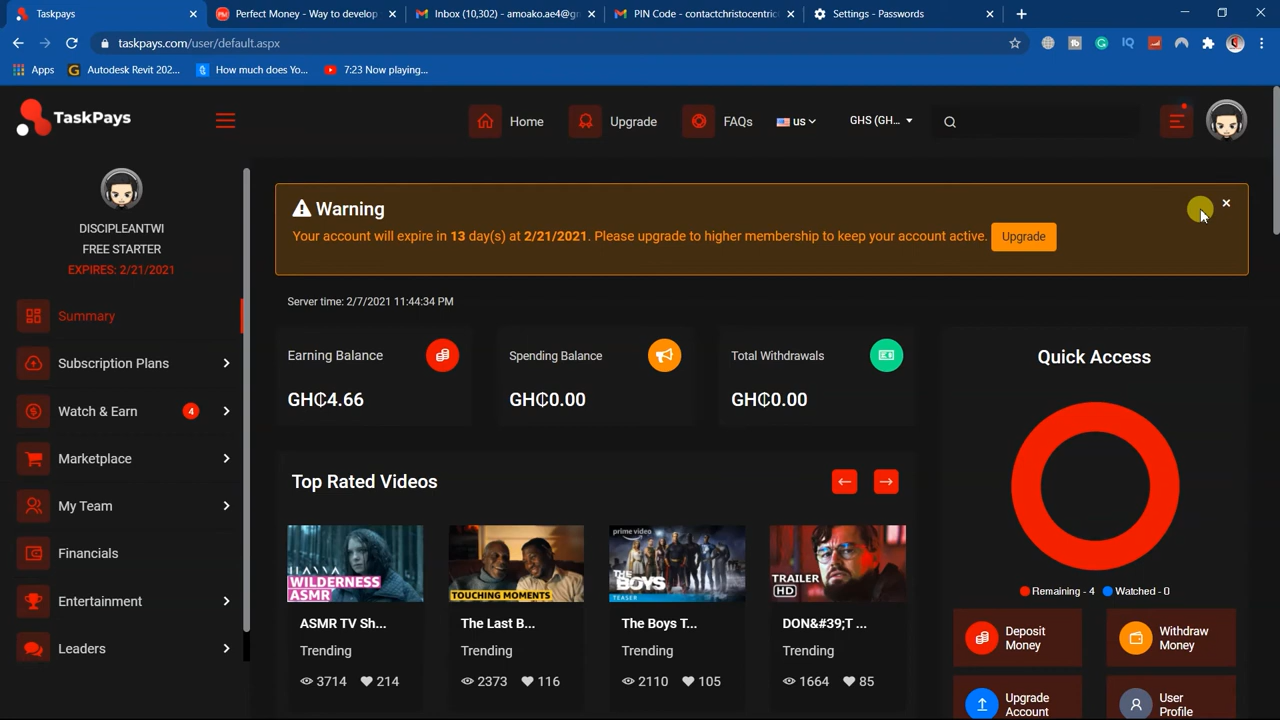 Taskpays
Perfect Money - Way to develop
Inbox (10,302) - amoako.ae4@g
PIN Code - contactchristocentric
Settings - Passwords
taskpays.com/user/default.aspx
Apps
Autodesk Revit 202...
How much does Yo...
7:23 Now playing...
TaskPays
Home
Upgrade
FAQs
us
GHS (GH...
DISCIPLEANTWI
FREE STARTER
EXPIRES: 2/21/2021
Summary
Subscription Plans
Watch & Earn 4
Marketplace
My Team
Financials
Entertainment
Leaders
Warning
Your account will expire in 13 day(s) at 2/21/2021. Please upgrade to higher membership to keep your account active. Upgrade
Server time: 2/7/2021 11:44:34 PM
Earning Balance
GH₵4.66
Spending Balance
GH₵0.00
Total Withdrawals
GH₵0.00
Top Rated Videos
WILDERNESS
ASMR
ASMR TV Sh...
Trending
3714 214
TOUCHING MOMENTS
The Last B...
Trending
2373 116
prime video
THE BOYS
TEASER
The Boys T...
Trending
2110 105
TRAILER
HD
DON&#39;T ...
Trending
1664 85
Quick Access
Remaining - 4 Watched - 0
Deposit
Money
Withdraw
Money
Upgrade
Account
User
Profile